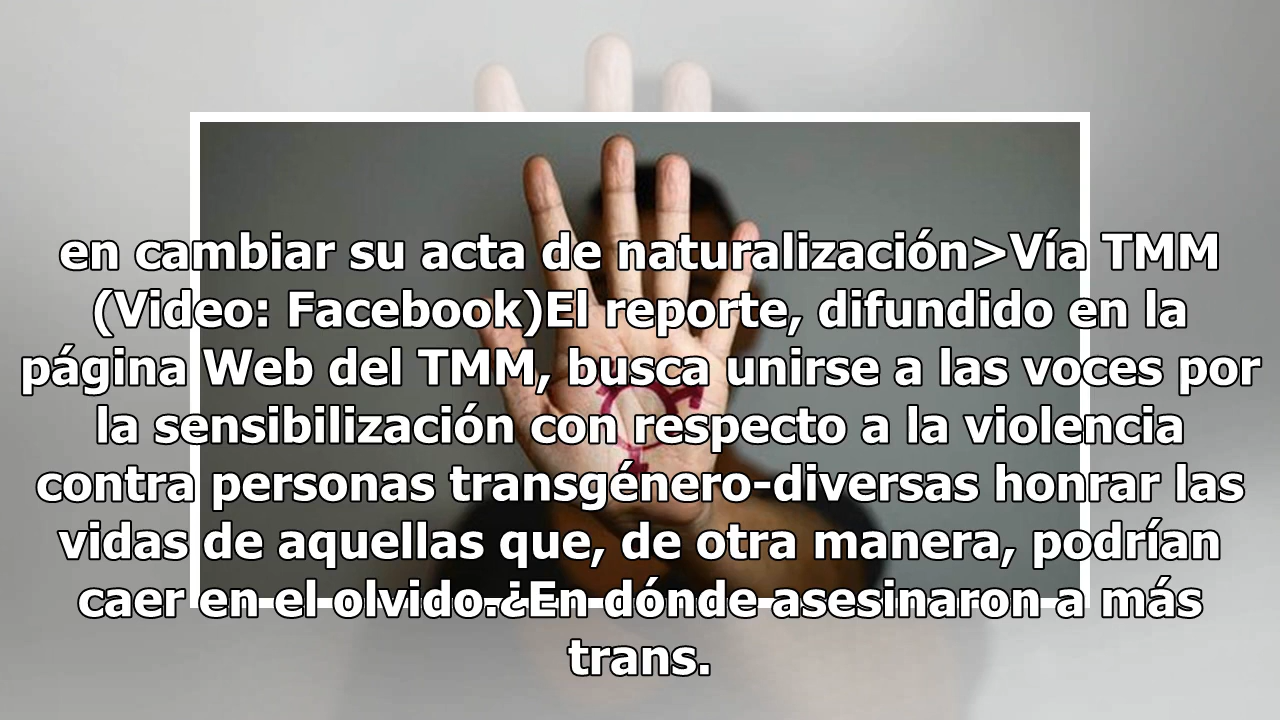 en cambiar su acta de naturalización>Vía TMM
(Video: Facebook)El reporte, difundido en la
página Web del TMM, busca unirse a las voces por
la sensibilización con respecto a la violencia
contra personas transgénero-diversas honrar las
vidas de aquellas que, de otra manera, podrían
caer en el olvido.¿En dónde asesinaron a más
trans.